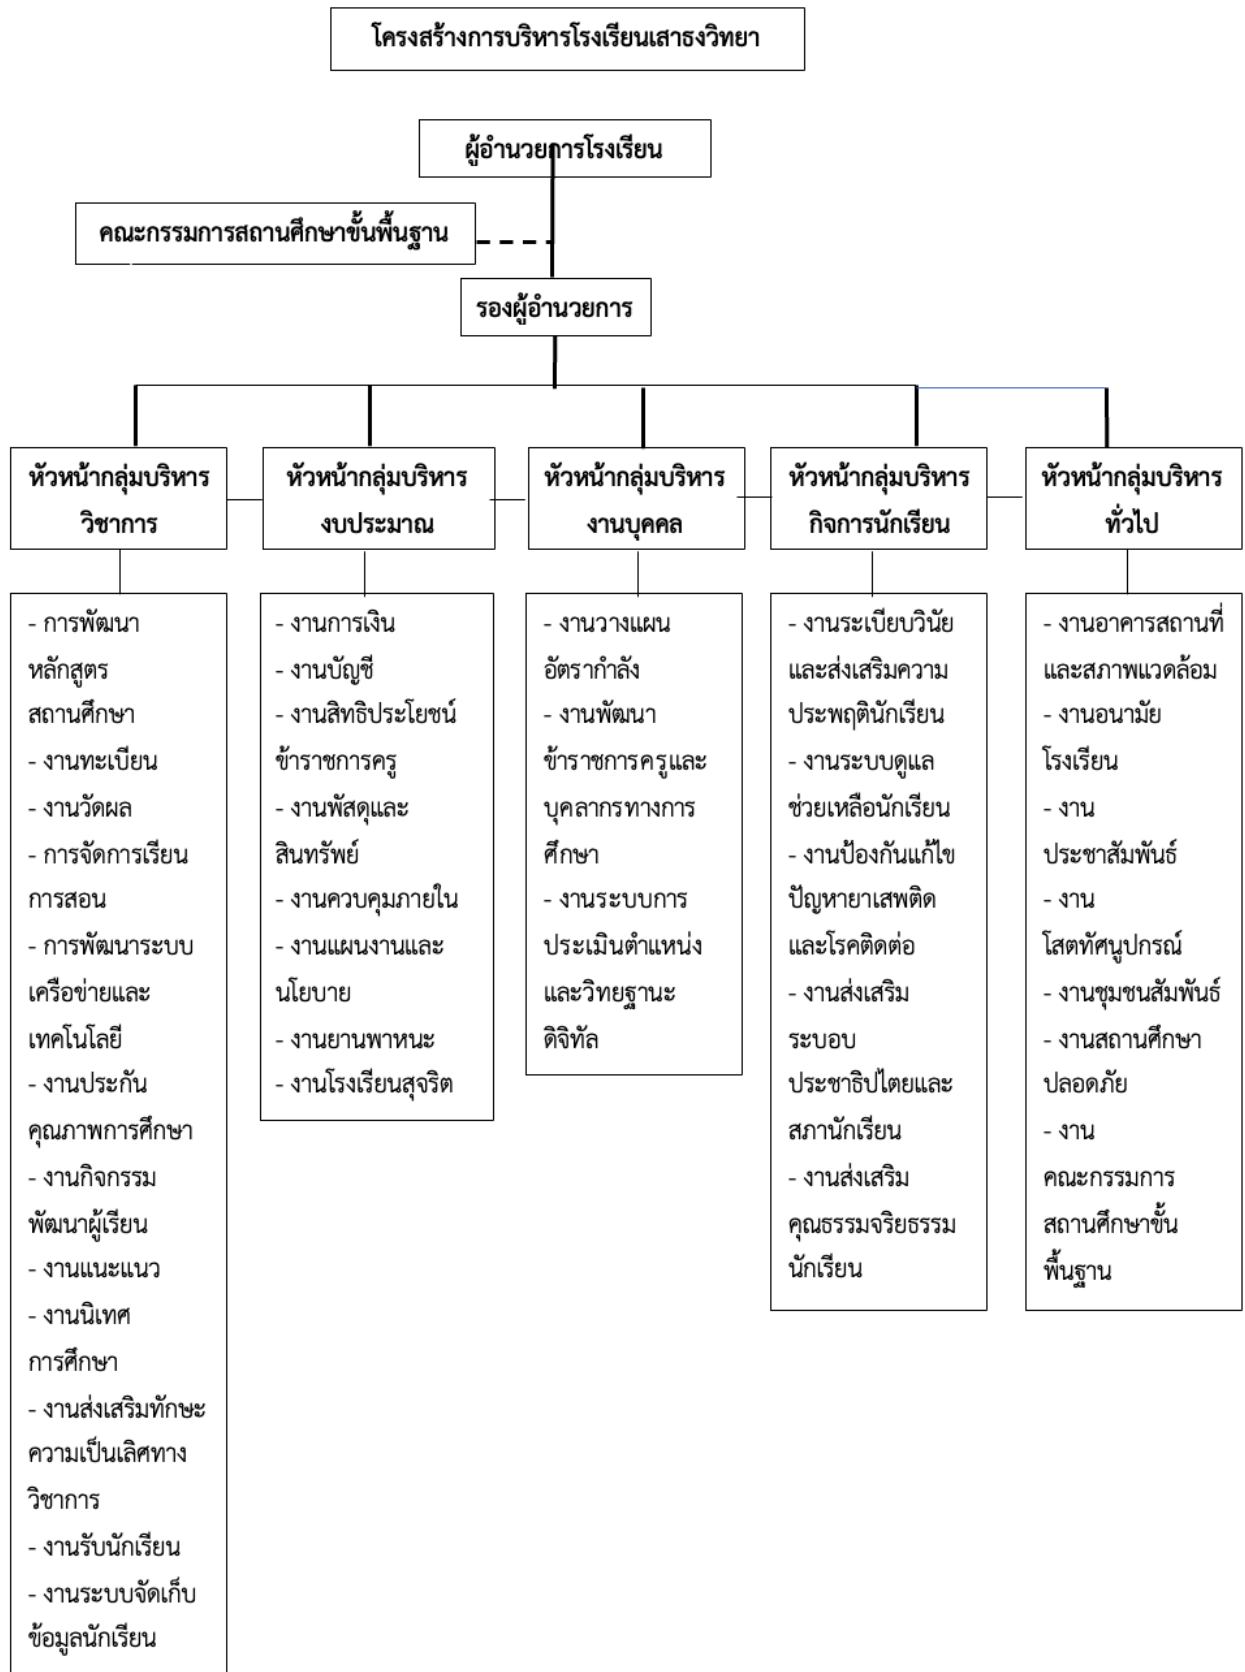 โครงสร้างการบริหารโรงเรียนเสาธงวิทยา
ผู้อำนวยการโรงเรียน
คณะกรรมการสถานศึกษาขั้นพื้นฐาน
รองผู้อำนวยการ
หัวหน้ากลุ่มบริหาร
วิชาการ
หัวหน้ากลุ่มบริหาร
งบประมาณ
หัวหน้ากลุ่มบริหาร
งานบุคคล
หัวหน้ากลุ่มบริหาร
กิจการนักเรียน
หัวหน้ากลุ่มบริหาร
ทั่วไป
- การพัฒนา
หลักสูตร
สถานศึกษา
- งานทะเบียน
- งานวัดผล
- การจัดการเรียน
การสอน
- การพัฒนาระบบ
เครือข่ายและ
เทคโนโลยี
- งานประกัน
คุณภาพการศึกษา
- งานกิจกรรม
พัฒนาผู้เรียน
- งานแนะแนว
- งานนิเทศ
การศึกษา
- งานส่งเสริมทักษะ
ความเป็นเลิศทาง
วิชาการ
- งานรับนักเรียน
- งานระบบจัดเก็บ
ข้อมูลนักเรียน
- งานการเงิน
- งานบัญชี
- งานสิทธิประโยชน์
ข้าราชการครู
- งานพัสดุและ
สินทรัพย์
- งานควบคุมภายใน
- งานแผนงานและ
นโยบาย
- งานยานพาหนะ
- งานโรงเรียนสุจริต
- งานวางแผน
อัตรากำลัง
- งานพัฒนา
ข้าราชการครูและ
บุคลากรทางการ
ศึกษา
- งานระบบการ
ประเมินตำแหน่ง
และวิทยฐานะ
ดิจิทัล
- งานระเบียบวินัย
และส่งเสริมความ
ประพฤตินักเรียน
- งานระบบดูแล
ช่วยเหลือนักเรียน
- งานป้องกันแก้ไข
ปัญหายาเสพติด
และโรคติดต่อ
- งานส่งเสริม
ระบอบ
ประชาธิปไตยและ
สภานักเรียน
- งานส่งเสริม
คุณธรรมจริยธรรม
นักเรียน
- งานอาคารสถานที่
และสภาพแวดล้อม
- งานอนามัย
โรงเรียน
- งาน
ประชาสัมพันธ์
- งาน
โสตทัศนูปกรณ์
- งานชุมชนสัมพันธ์
- งานสถานศึกษา
ปลอดภัย
- งาน
คณะกรรมการ
สถานศึกษาขั้น
พื้นฐาน